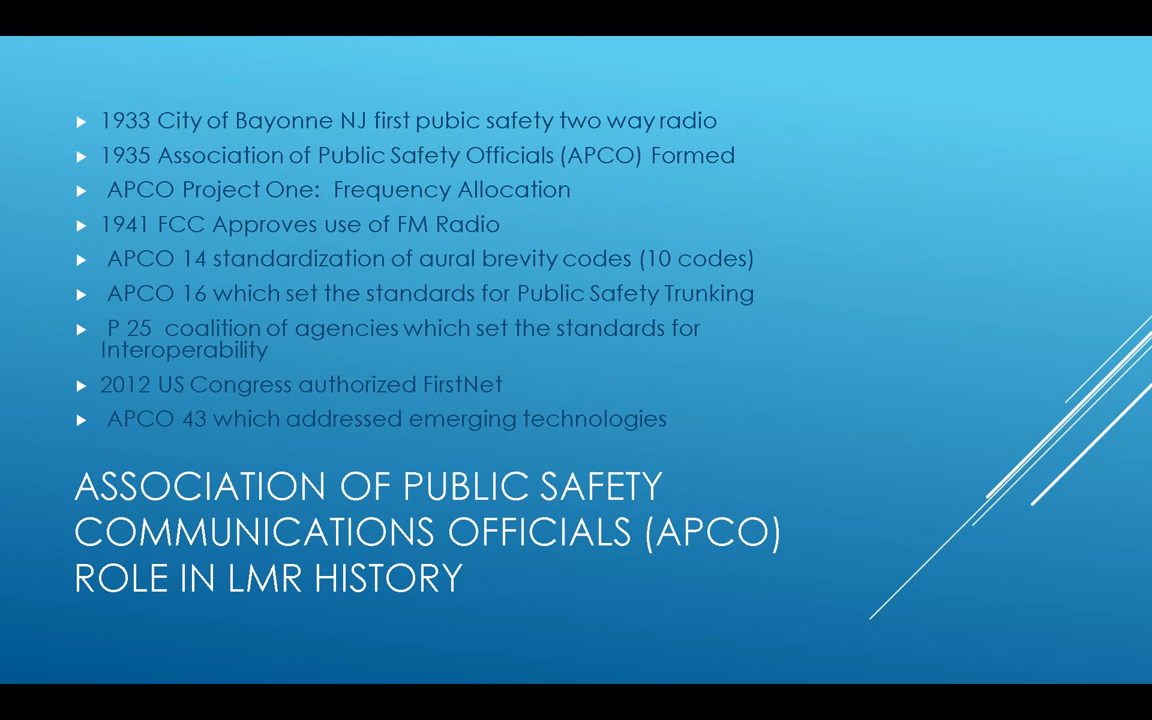 1933 City of Bayonne NJ first pubic safety two way radio
1935 Association of Public Safety Officials (APCO) Formed
APCO Project One: Frequency Allocation
1941 FCC Approves use of FM Radio
APCO 14 standardization of aural brevity codes (10 codes)
APCO 16 which set the standards for Public Safety Trunking
P 25 coalition of agencies which set the standards for
Interoperability
2012 US Congress authorized FirstNet
APCO 43 which addressed emerging technologies
ASSOCIATION OF PUBLIC SAFETY
COMMUNICATIONS OFFICIALS (APCO)
ROLE IN LMR HISTORY